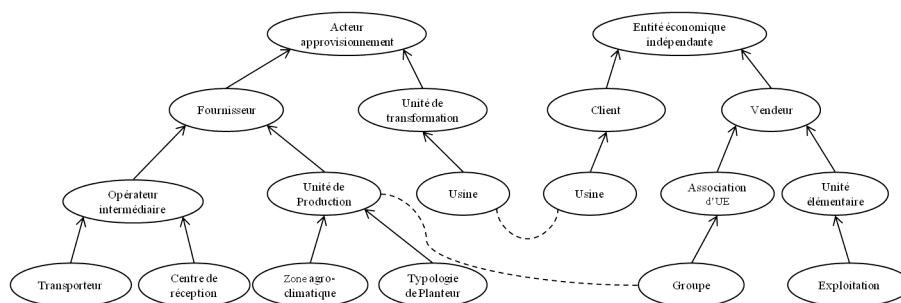 Acteur
approvisionnement
Entité économique
indépendante
Fournisseur
Unité de
transformation
Client
Vendeur
Opérateur
intermédiaire
Unité de
Production
Usine
Usine
Association
d'UE
Unité
élémentaire
Transporteur
Centre de
réception
Zone agro-
climatique
Typologie
de Planteur
Groupe
Exploitation